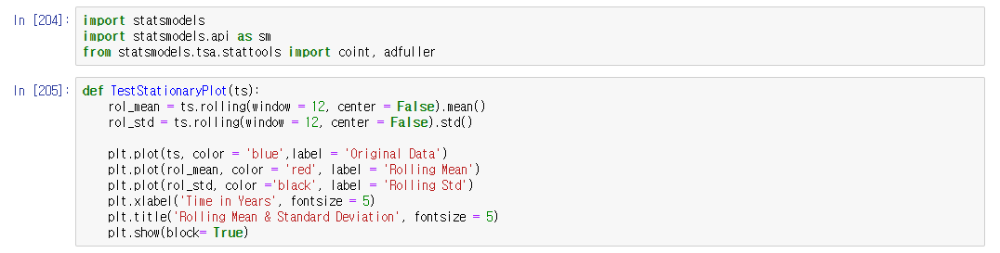 In [204]:
import statsmodels
import statsmodels.api as sm
from statsmodels.tsa.stattools import coint, adfuller
In [205]:
def TestStationaryPlot(ts):
    rol_mean = ts.rolling(window = 12, center = False).mean()
    rol_std = ts.rolling(window = 12, center = False).std()

    plt.plot(ts, color = 'blue',label = 'Original Data')
    plt.plot(rol_mean, color = 'red', label = 'Rolling Mean')
    plt.plot(rol_std, color ='black', label = 'Rolling Std')
    plt.xlabel('Time in Years', fontsize = 5)
    plt.title('Rolling Mean & Standard Deviation', fontsize = 5)
    plt.show(block= True)